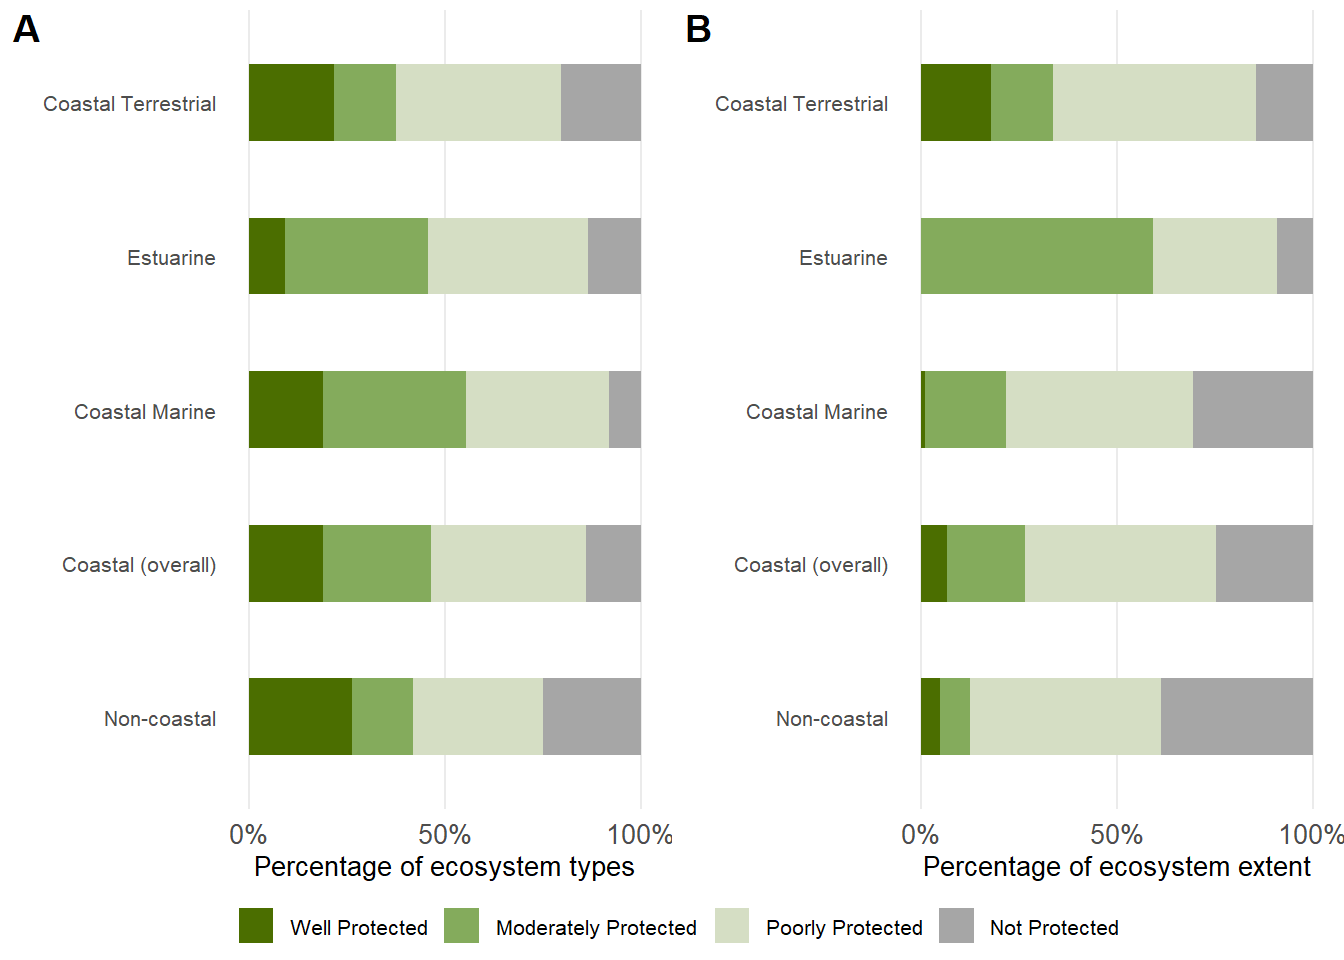 A
Coastal Terrestrial
Estuarine
Coastal Marine
Coastal (overall)
Non-coastal
0% 50% 100%
Percentage of ecosystem types
B
Coastal Terrestrial
Estuarine
Coastal Marine
Coastal (overall)
Non-coastal
0% 50% 100%
Percentage of ecosystem extent
Well Protected Moderately Protected Poorly Protected Not Protected